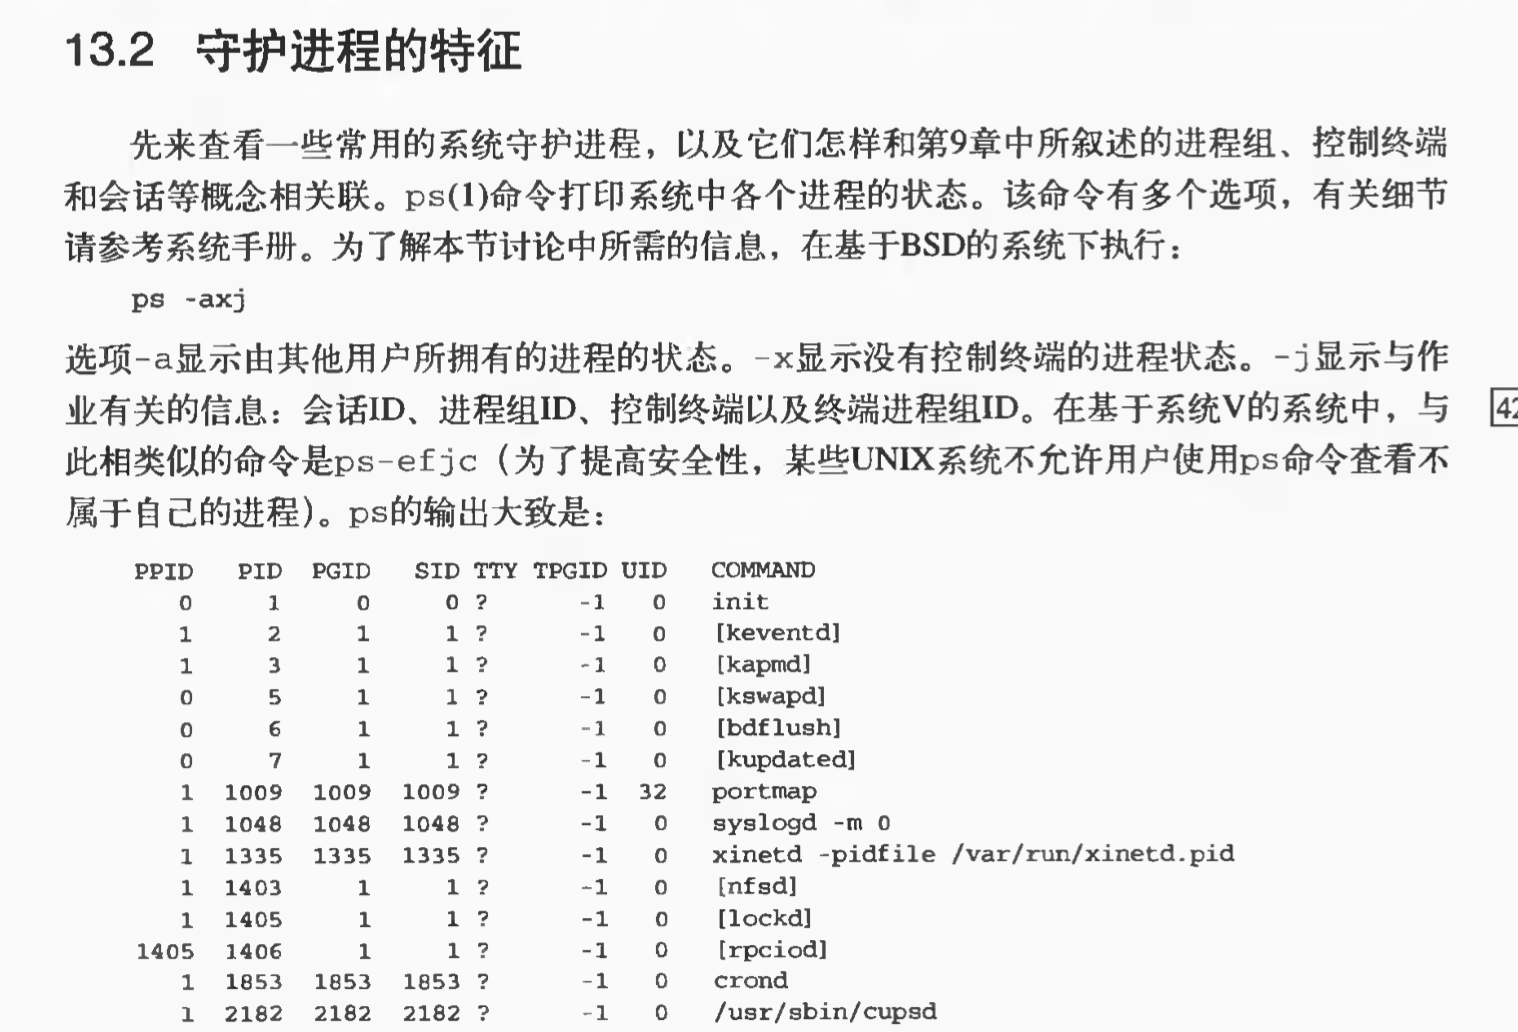 13.2 守护进程的特征
先来查看一些常用的系统守护进程，以及它们怎样和第9章中所叙述的进程组、控制终端
和会话等概念相关联。ps(1)命令打印系统中各个进程的状态。该命令有多个选项，有关细节
请参考系统手册。为了解本节讨论中所需的信息，在基于BSD的系统下执行：
ps -axj
选项-a显示由其他用户所拥有的进程的状态。-x显示没有控制终端的进程状态。-j显示与作
业有关的信息：会话ID、进程组ID、控制终端以及终端进程组ID。在基于系统V的系统中，与
此相类似的命令是ps-efjc（为了提高安全性，某些UNIX系统不允许用户使用ps命令查看不
属于自己的进程）。ps的输出大致是：
PPID PID PGID SID TTY TPGID UID COMMAND
0 1 0 0 ? -1 0 init
1 2 1 1 ? -1 0 [keventd]
1 3 1 1 ? -1 0 [kapmd]
0 5 1 1 ? -1 0 [kswapd]
0 6 1 1 ? -1 0 [bdflush]
0 7 1 1 ? -1 0 [kupdated]
1 1009 1009 1009 ? -1 32 portmap
1 1048 1048 1048 ? -1 0 syslogd -m 0
1 1335 1335 1335 ? -1 0 xinetd -pidfile /var/run/xinetd.pid
1 1403 1 1 ? -1 0 [nfsd]
1 1405 1 1 ? -1 0 [lockd]
1405 1406 1 1 ? -1 0 [rpciod]
1 1853 1853 1853 ? -1 0 crond
1 2182 2182 2182 ? -1 0 /usr/sbin/cupsd